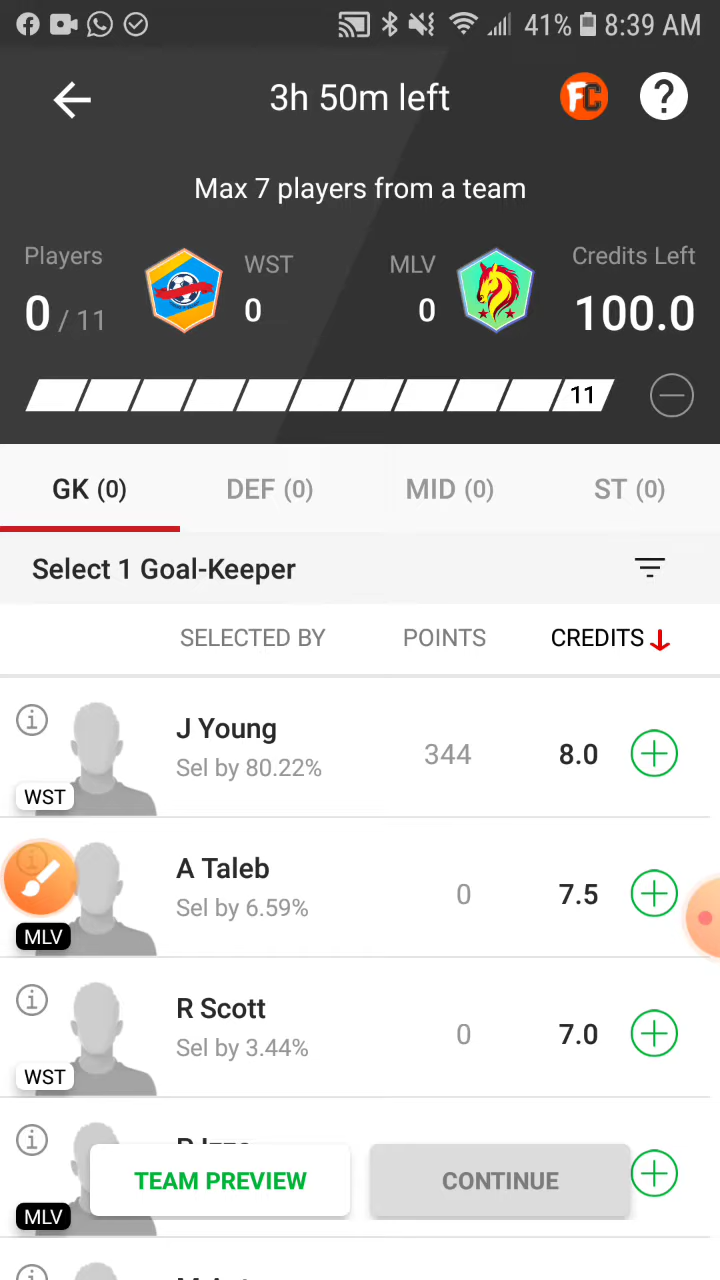 41% 8:39 AM
3h 50m left
FC
?
Max 7 players from a team
Players
WST
MLV
Credits Left
0 / 11
0
0
100.0
11
GK (0)
DEF (0)
MID (0)
ST (0)
Select 1 Goal-Keeper
SELECTED BY
POINTS
CREDITS
J Young
Sel by 80.22%
344
8.0
WST
A Taleb
Sel by 6.59%
0
7.5
MLV
R Scott
Sel by 3.44%
0
7.0
WST
TEAM PREVIEW
CONTINUE
MLV